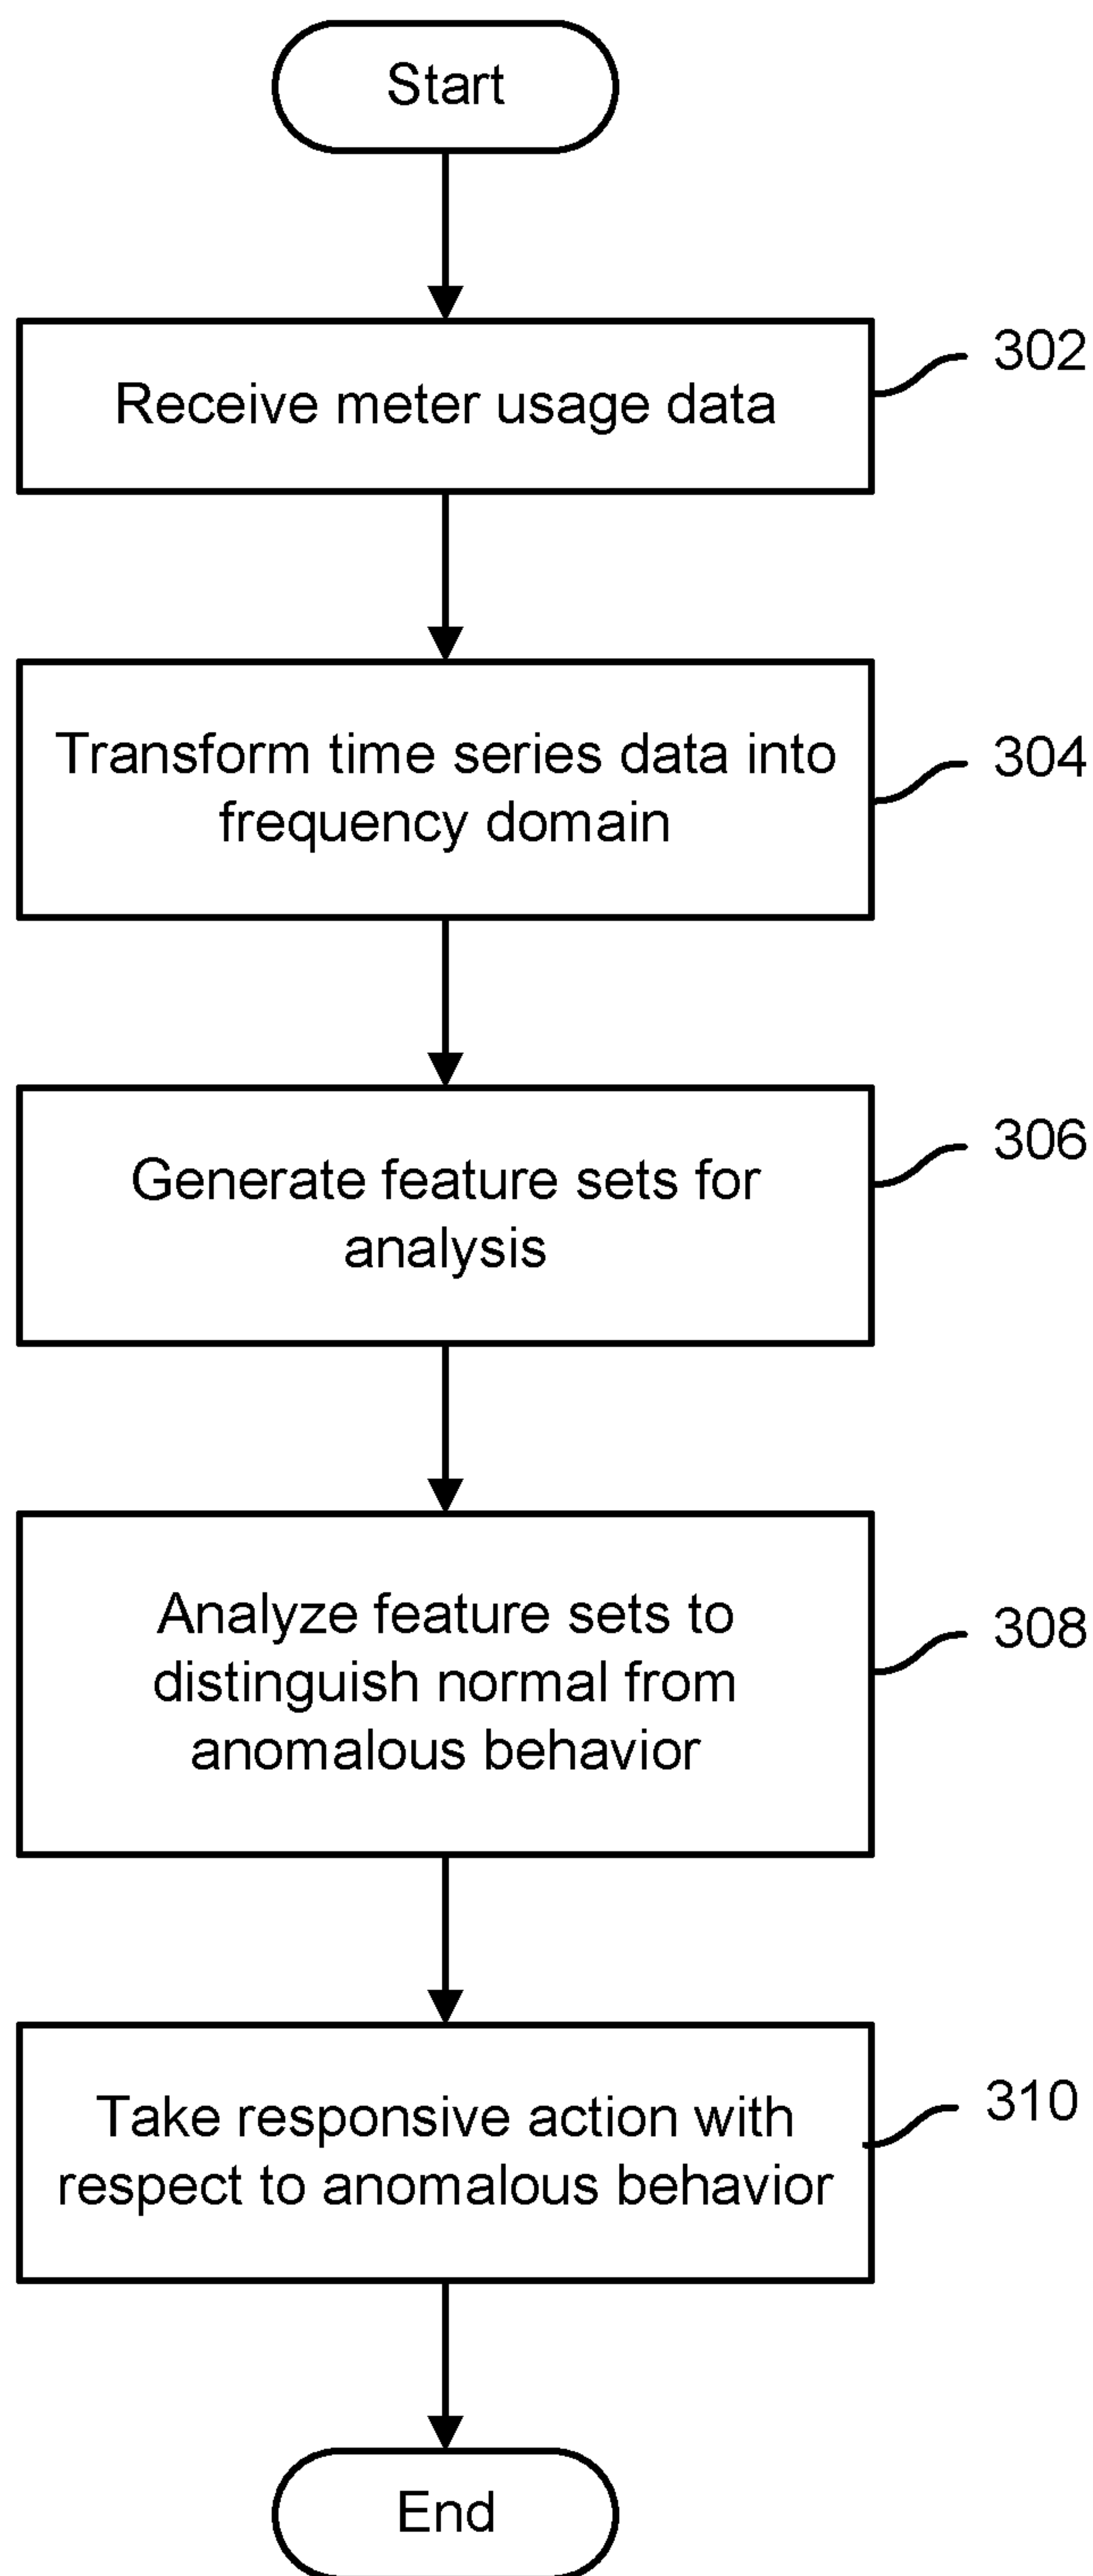 Start
Receive meter usage data
302
Transform time series data into
frequency domain
304
Generate feature sets for
analysis
306
Analyze feature sets to
distinguish normal from
anomalous behavior
308
Take responsive action with
respect to anomalous behavior
310
End